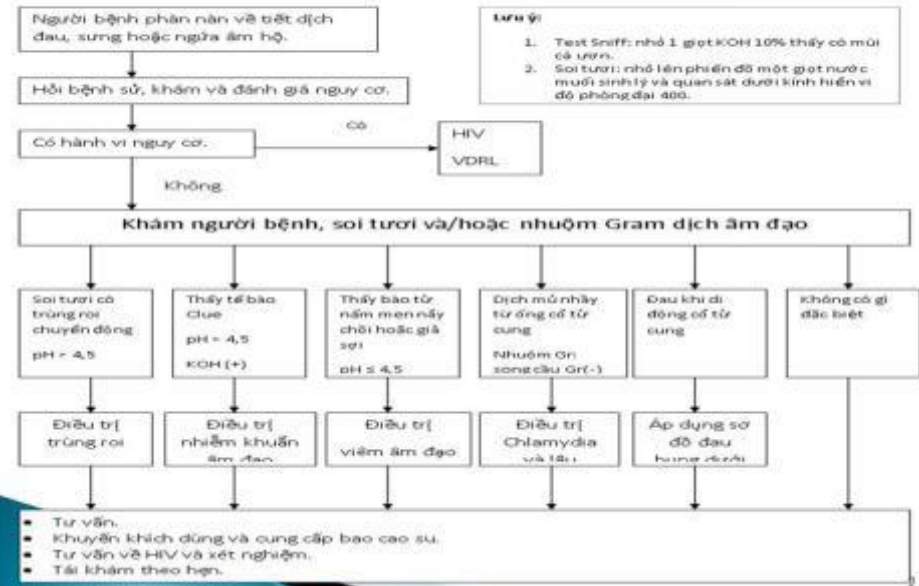 Người bệnh phàn nàn về tiết dịch
đau, sưng hoặc ngứa âm hộ.
Lưu ý:
1. Test Sniff: nhỏ 1 giọt KOH 10% thấy có mùi
cá ươn.
2. Soi tươi: nhỏ lên phiến đồ một giọt nước
muối sinh lý và quan sát dưới kính hiển vi
độ phóng đại 400.
Hỏi bệnh sử, khám và đánh giá nguy cơ.
Có hành vi nguy cơ.
Có
HIV
VDRL
Không
Khám người bệnh, soi tươi và/hoặc nhuộm Gram dịch âm đạo
Soi tươi có
trùng roi
chuyển động
pH > 4,5
Thấy tế bào
Clue
pH > 4,5
KOH (+)
Thấy bào tử
nấm men nẩy
chồi hoặc giả
sợi
pH ≤ 4,5
Dịch mủ nhầy
từ ống cổ tử
cung
Nhuộm Gr:
song cầu Gr(-)
Đau khi di
động cổ tử
cung
Không có gì
đặc biệt
Điều trị
trùng roi
Điều trị
nhiễm khuẩn
âm đạo
Điều trị
viêm âm đạo
Điều trị
Chlamydia
và lậu
Áp dụng sơ
đồ đau
bụng dưới
• Tư vấn.
• Khuyến khích dùng và cung cấp bao cao su.
• Tư vấn về HIV và xét nghiệm.
• Tái khám theo hẹn.